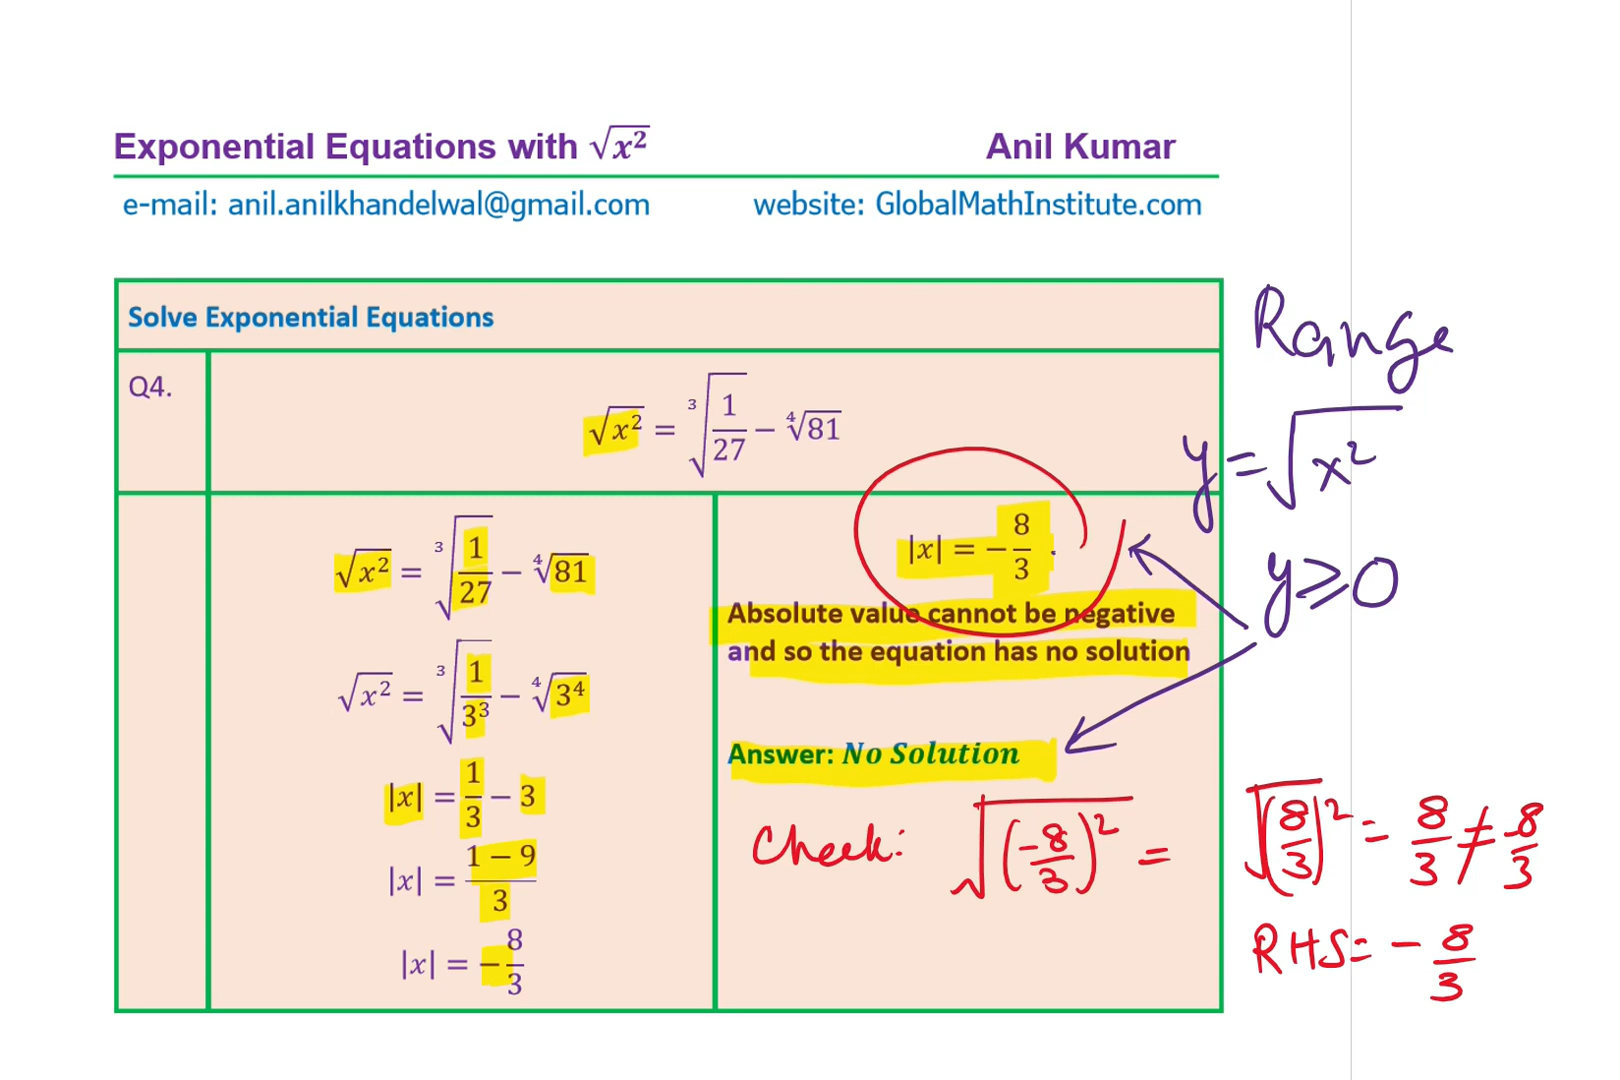 Exponential Equations with √x² Anil Kumar
e-mail: anil.anilkhandelwal@gmail.com website: GlobalMathInstitute.com
Solve Exponential Equations
Q4.
√x² = ∛(1/27) − ∜81
√x² = ∛(1/27) − ∜81
√x² = ∛(1/3³) − ∜3⁴
|x| = 1/3 − 3
|x| = (1 − 9)/3
|x| = −8/3
|x| = −8/3
Absolute value cannot be negative
and so the equation has no solution
Answer: No Solution
Check: √(−8/3)² =
Range
y = √x²
y ⩾ 0
√(8/3)² = 8/3 ≠ -8/3
RHS = − 8/3